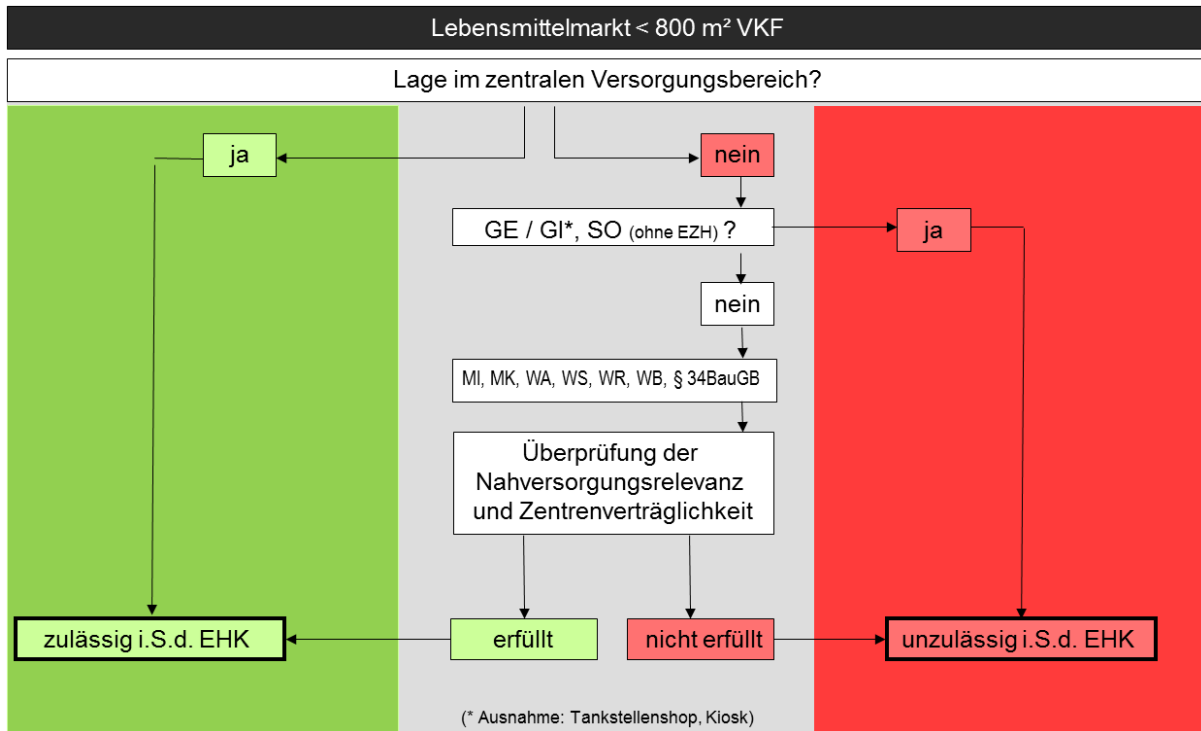 Lebensmittelmarkt < 800 m² VKF
Lage im zentralen Versorgungsbereich?
ja
nein
GE / GI*, SO (ohne EZH) ?
ja
nein
MI, MK, WA, WS, WR, WB, § 34BauGB
Überprüfung der
Nahversorgungsrelevanz
und Zentrenverträglichkeit
zulässig i.S.d. EHK
erfüllt
nicht erfüllt
unzulässig i.S.d. EHK
(* Ausnahme: Tankstellenshop, Kiosk)